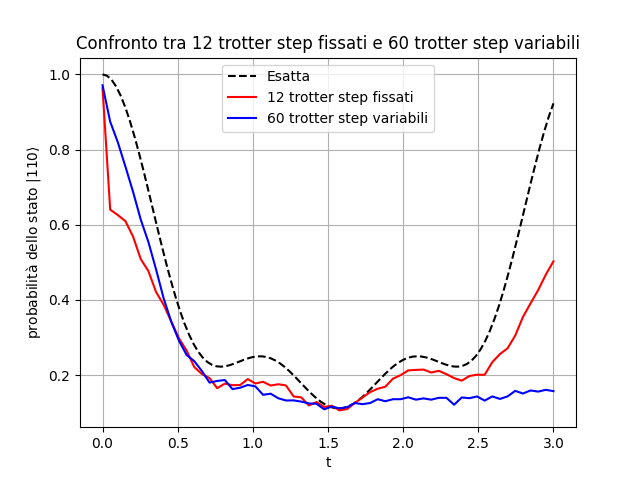 Confronto tra 12 trotter step fissati e 60 trotter step variabili
Esatta
12 trotter step fissati
60 trotter step variabili
probabilità dello stato |110⟩
1.0
0.8
0.6
0.4
0.2
0.0
0.5
1.0
1.5
2.0
2.5
3.0
t